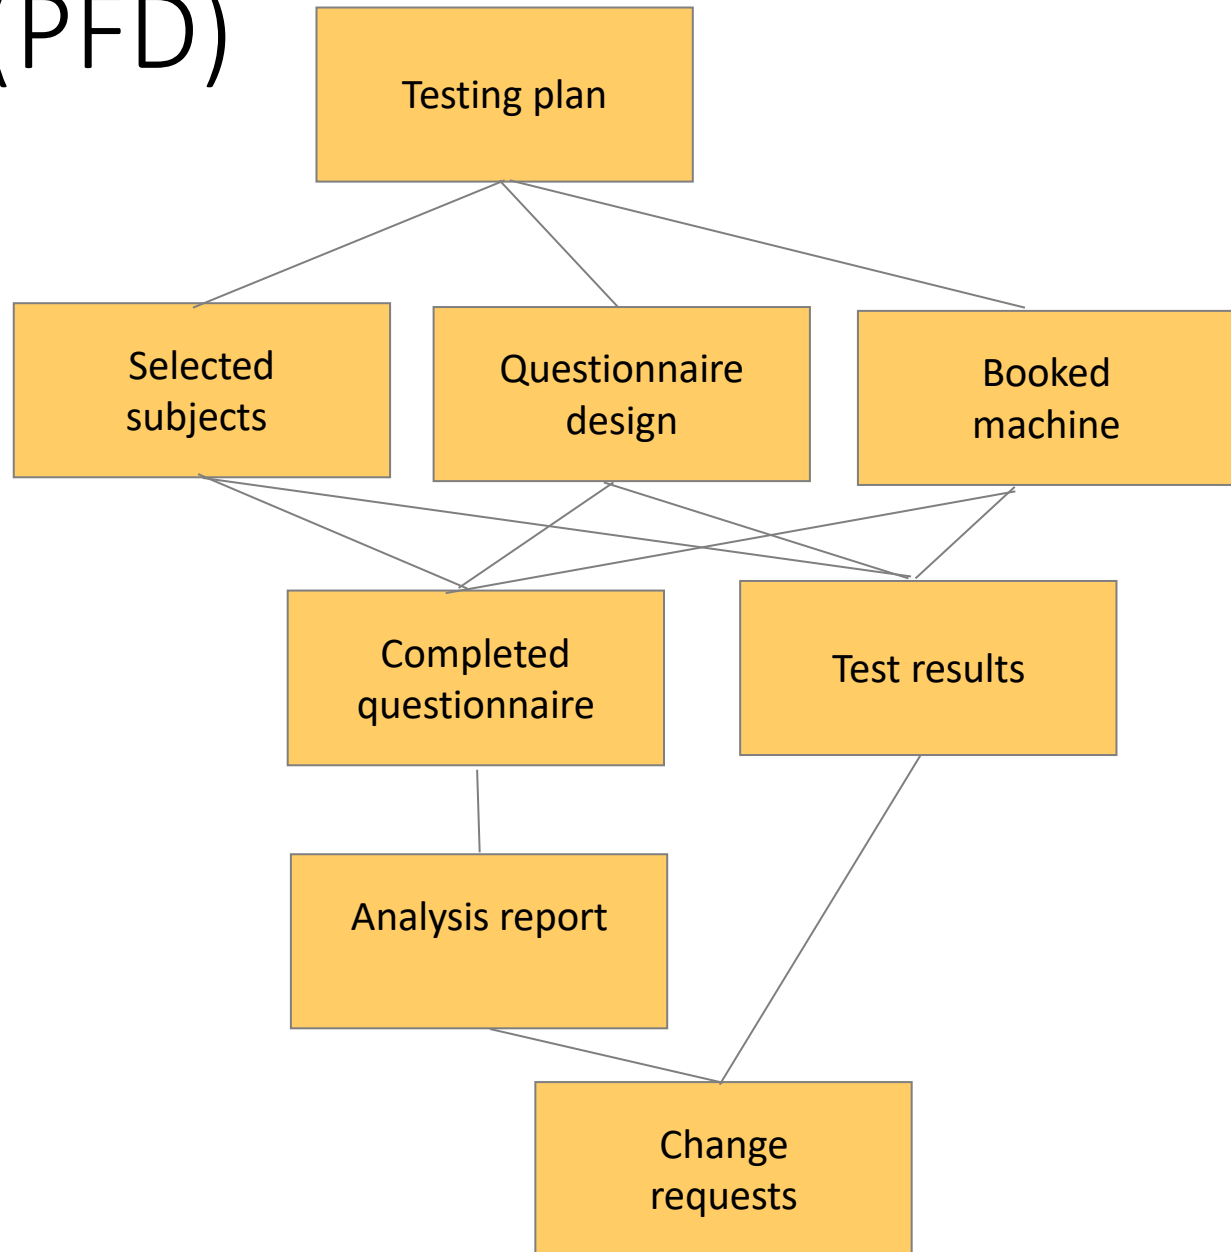 (PFD)
Testing plan
Selected
subjects
Questionnaire
design
Booked
machine
Completed
questionnaire
Test results
Analysis report
Change
requests